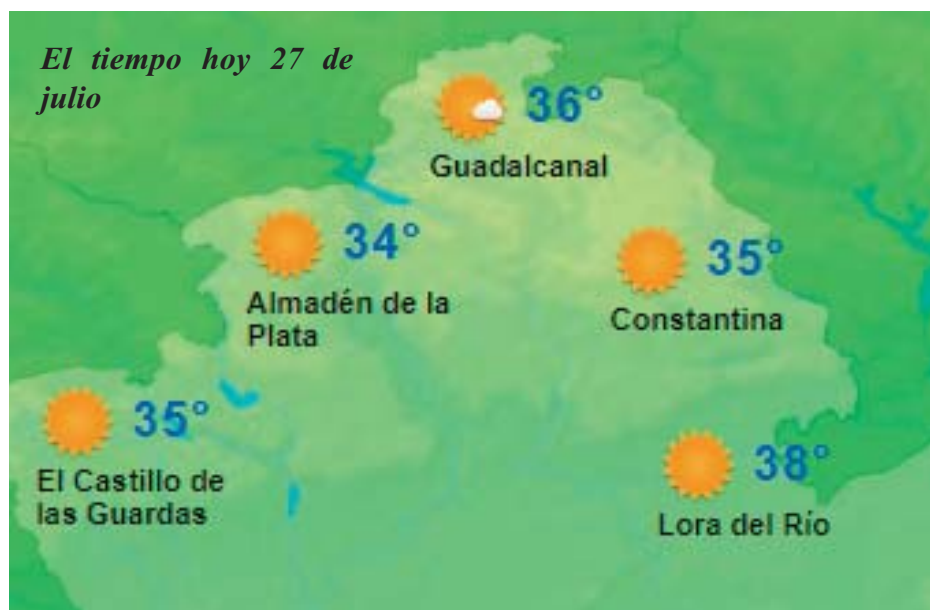 El tiempo hoy 27 de
julio
36°
Guadalcanal
34°
Almadén de la
Plata
35°
Constantina
35°
El Castillo de
las Guardas
38°
Lora del Río